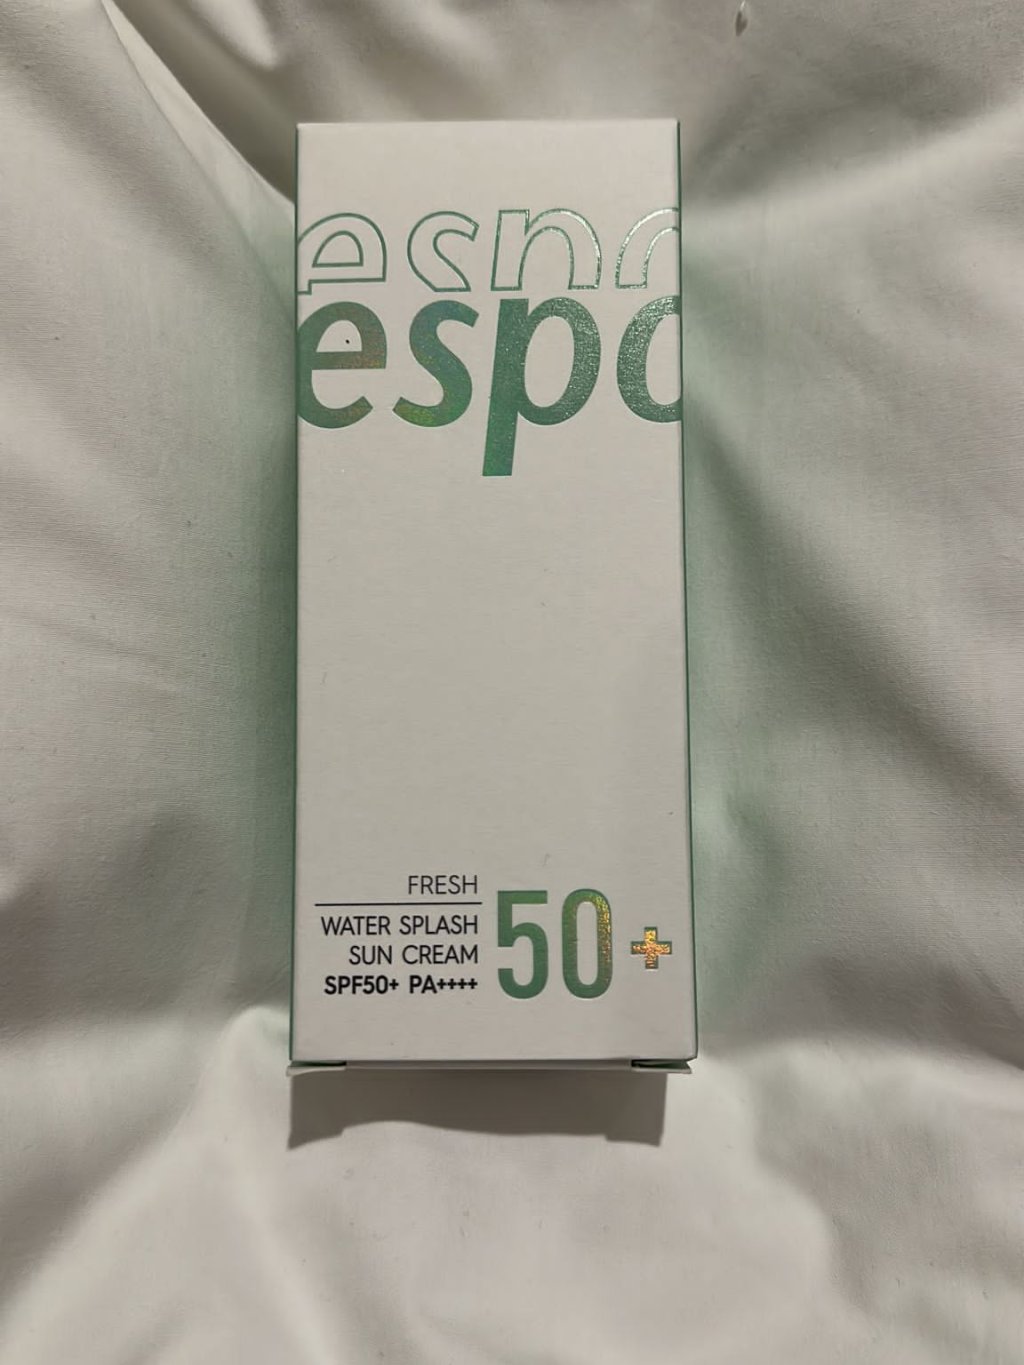 espo
FRESH
WATER SPLASH
SUN CREAM
SPF50+ PA++++
50+